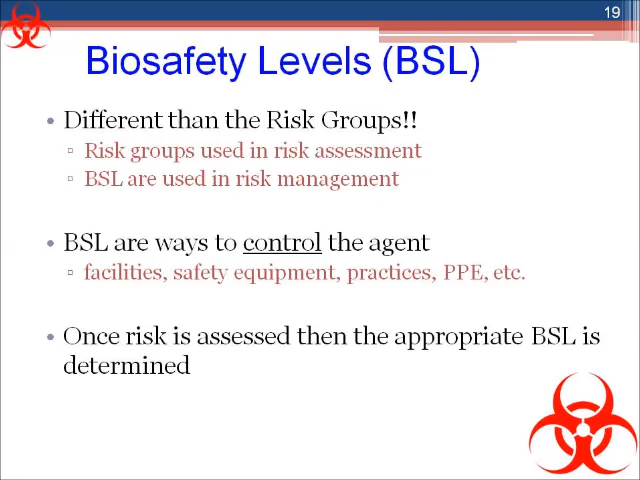 19
Biosafety Levels (BSL)
• Different than the Risk Groups!!
▫ Risk groups used in risk assessment
▫ BSL are used in risk management
• BSL are ways to control the agent
▫ facilities, safety equipment, practices, PPE, etc.
• Once risk is assessed then the appropriate BSL is
determined